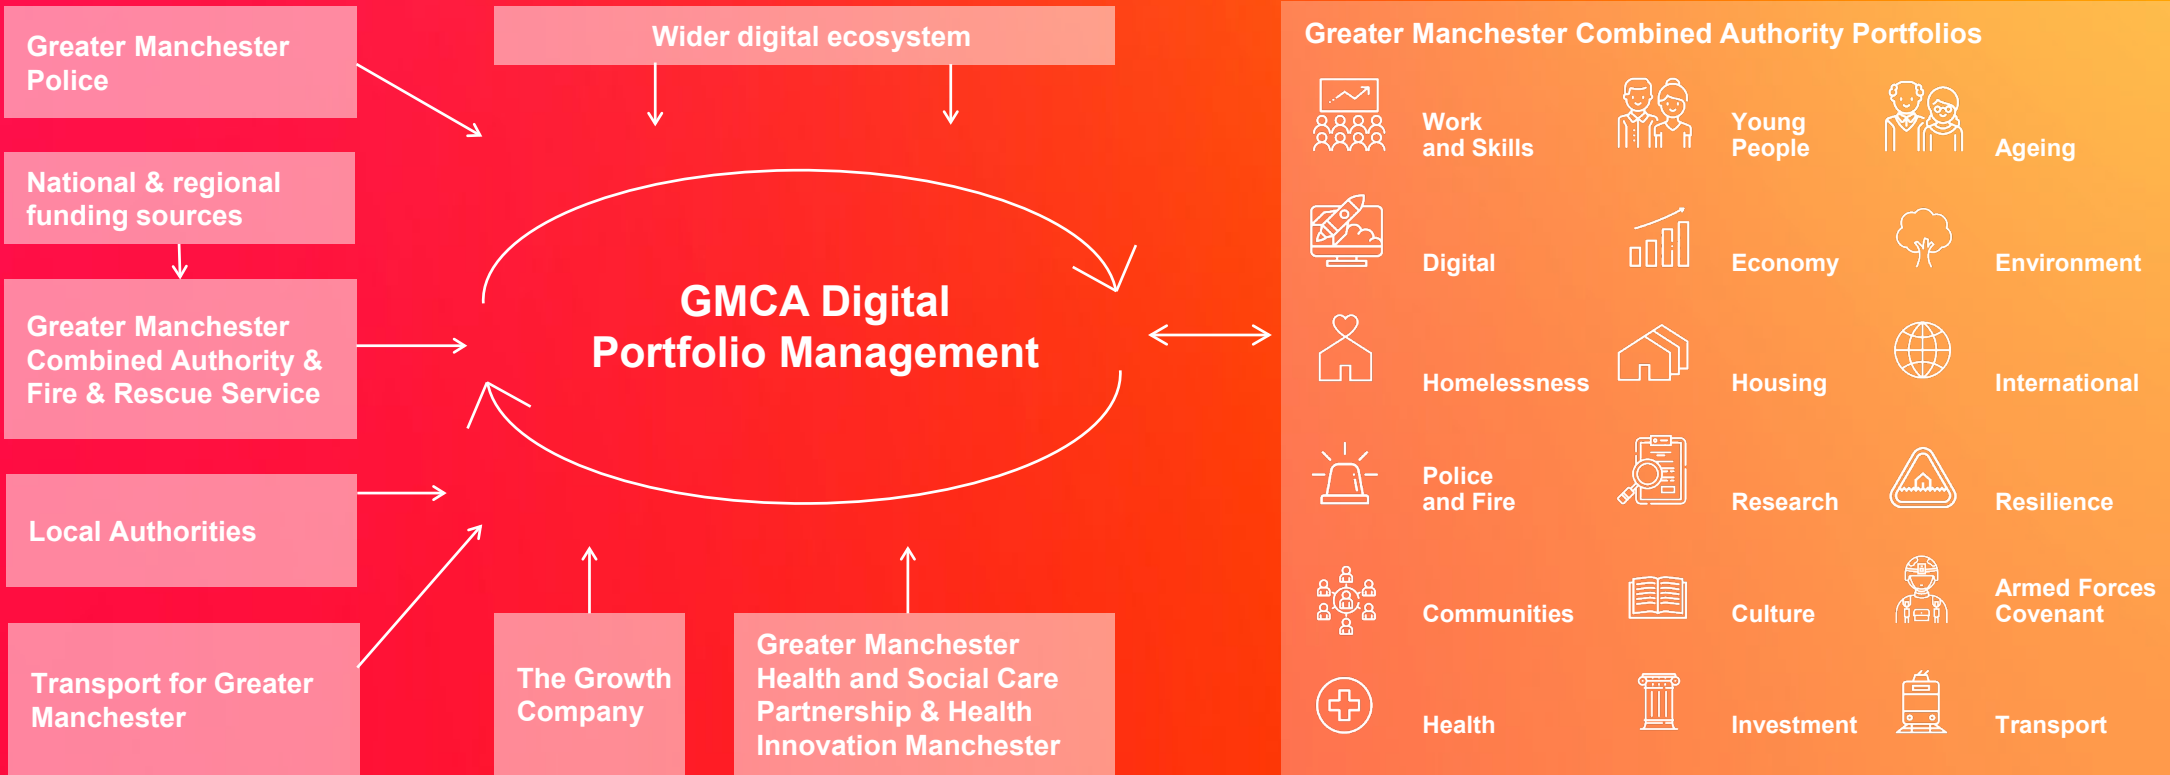 Greater Manchester
Police
National & regional
funding sources
Greater Manchester
Combined Authority &
Fire & Rescue Service
Local Authorities
Transport for Greater
Manchester
Wider digital ecosystem
GMCA Digital
Portfolio Management
The Growth
Company
Greater Manchester
Health and Social Care
Partnership & Health
Innovation Manchester
Greater Manchester Combined Authority Portfolios
Work
and Skills
Young
People
Ageing
Digital
Economy
Environment
Homelessness
Housing
International
Police
and Fire
Research
Resilience
Communities
Culture
Armed Forces
Covenant
Health
Investment
Transport